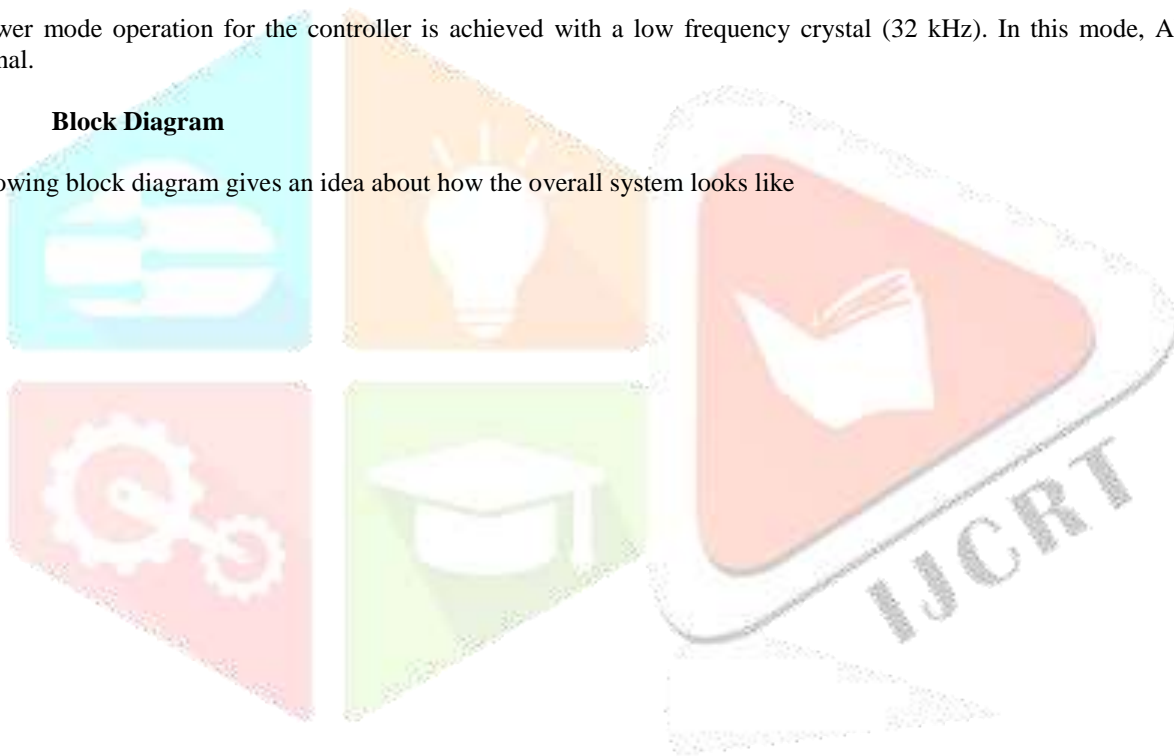 wer mode operation for the controller is achieved with a low frequency crystal (32 kHz). In this mode, A
nal.
Block Diagram
owing block diagram gives an idea about how the overall system looks like
IJCRT